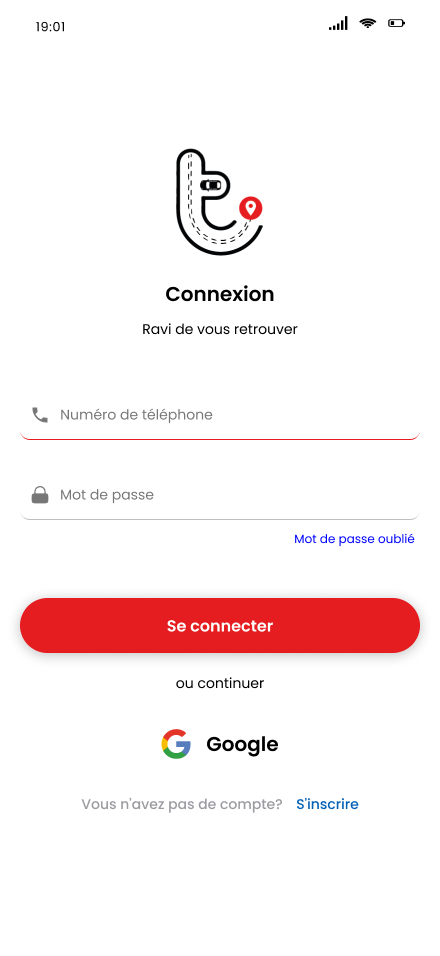 19:01
Connexion
Ravi de vous retrouver
Numéro de téléphone
Mot de passe
Mot de passe oublié
Se connecter
ou continuer
Google
Vous n'avez pas de compte? S'inscrire